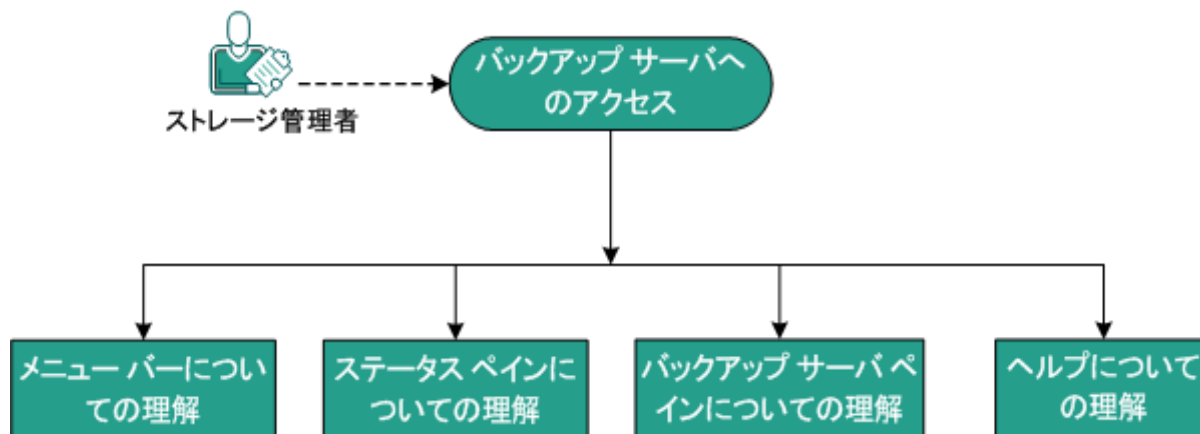 バックアップ サーバへ
のアクセス
ストレージ管理者
メニュー バーについ
ての理解
ステータス ペインに
ついての理解
バックアップ サーバ ペ
インについての理解
ヘルプについて
の理解